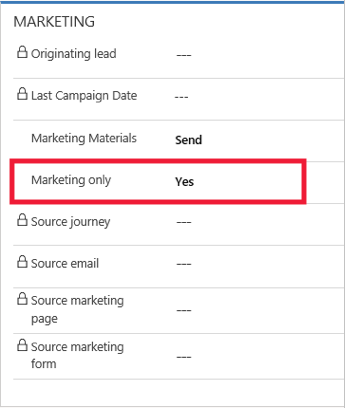 MARKETING
Originating lead ---
Last Campaign Date ---
Marketing Materials Send
Marketing only Yes
Source journey ---
Source email ---
Source marketing
page ---
Source marketing
form ---